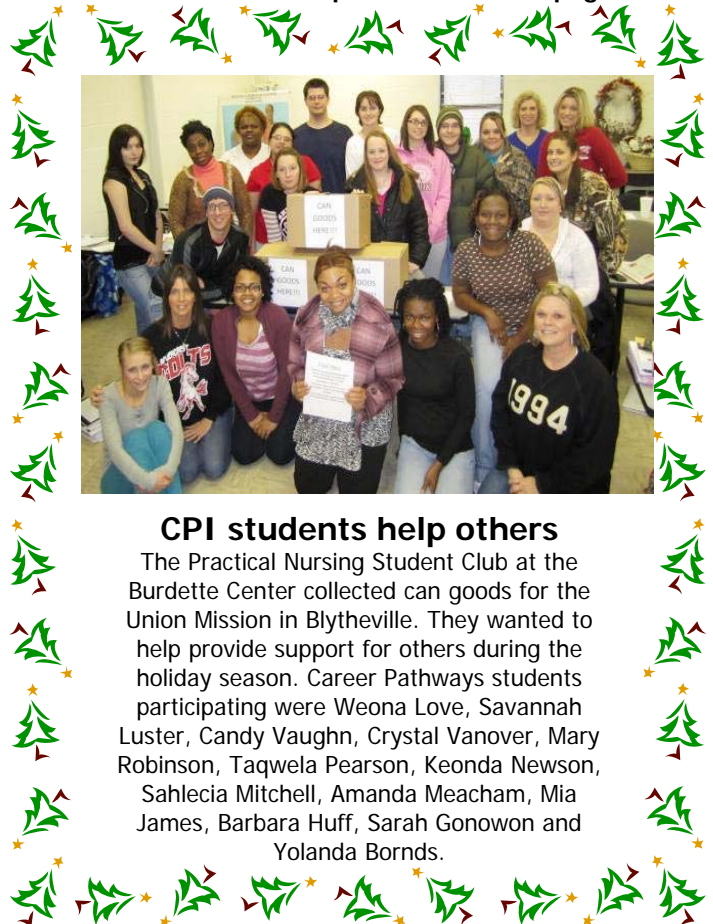 CAN
GOODS
HERE!!!
CAN
GOODS
HERE!!!
CAN
GOODS
COLTS
1994
CPI students help others
The Practical Nursing Student Club at the
Burdette Center collected can goods for the
Union Mission in Blytheville. They wanted to
help provide support for others during the
holiday season. Career Pathways students
participating were Weona Love, Savannah
Luster, Candy Vaughn, Crystal Vanover, Mary
Robinson, Taqwela Pearson, Keonda Newson,
Sahlecia Mitchell, Amanda Meacham, Mia
James, Barbara Huff, Sarah Gonowon and
Yolanda Bornds.